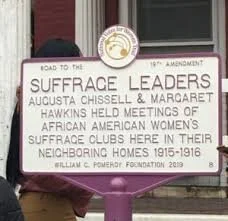 ROAD TO THE 19TH AMENDMENT
SUFFRAGE LEADERS
AUGUSTA CHISSELL & MARGARET
HAWKINS HELD MEETINGS OF
AFRICAN AMERICAN WOMEN'S
SUFFRAGE CLUBS HERE IN THEIR
NEIGHBORING HOMES 1915-1916
WILLIAM C. POMEROY FOUNDATION 2019 8